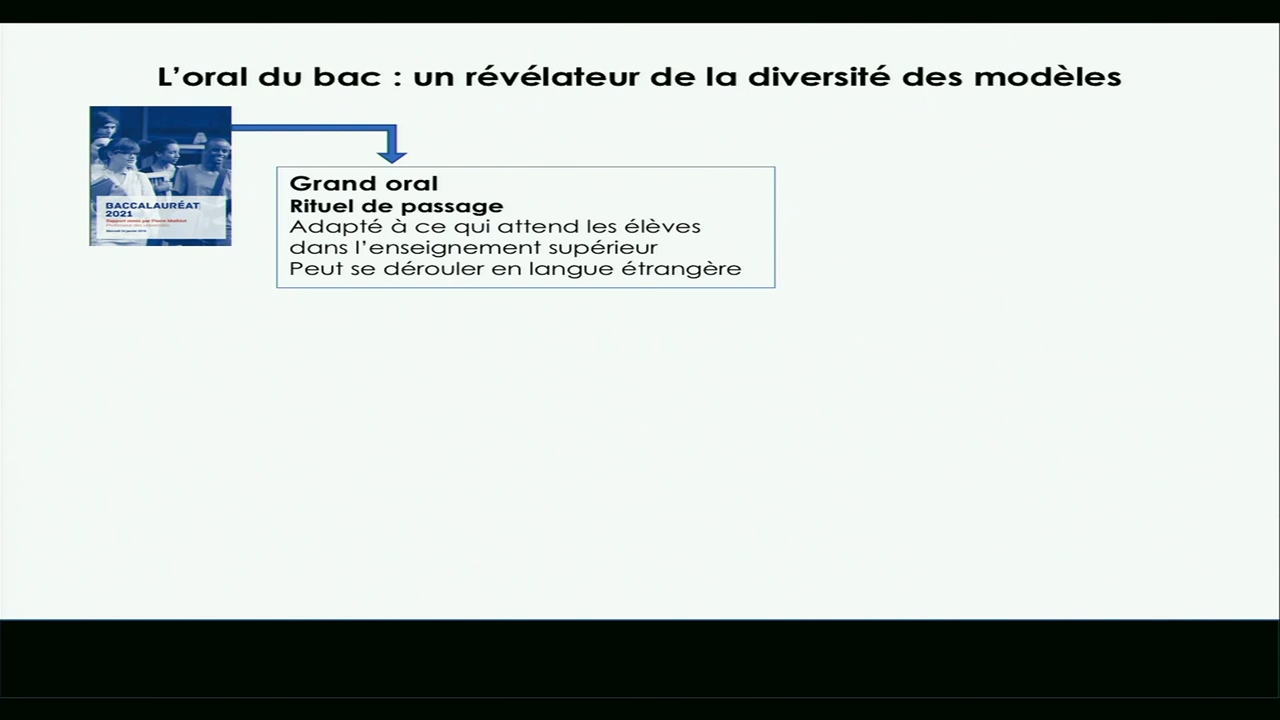 L'oral du bac : un révélateur de la diversité des modèles
BACCALAURÉAT
2021
Grand oral
Rituel de passage
Adapté à ce qui attend les élèves
dans l'enseignement supérieur
Peut se dérouler en langue étrangère